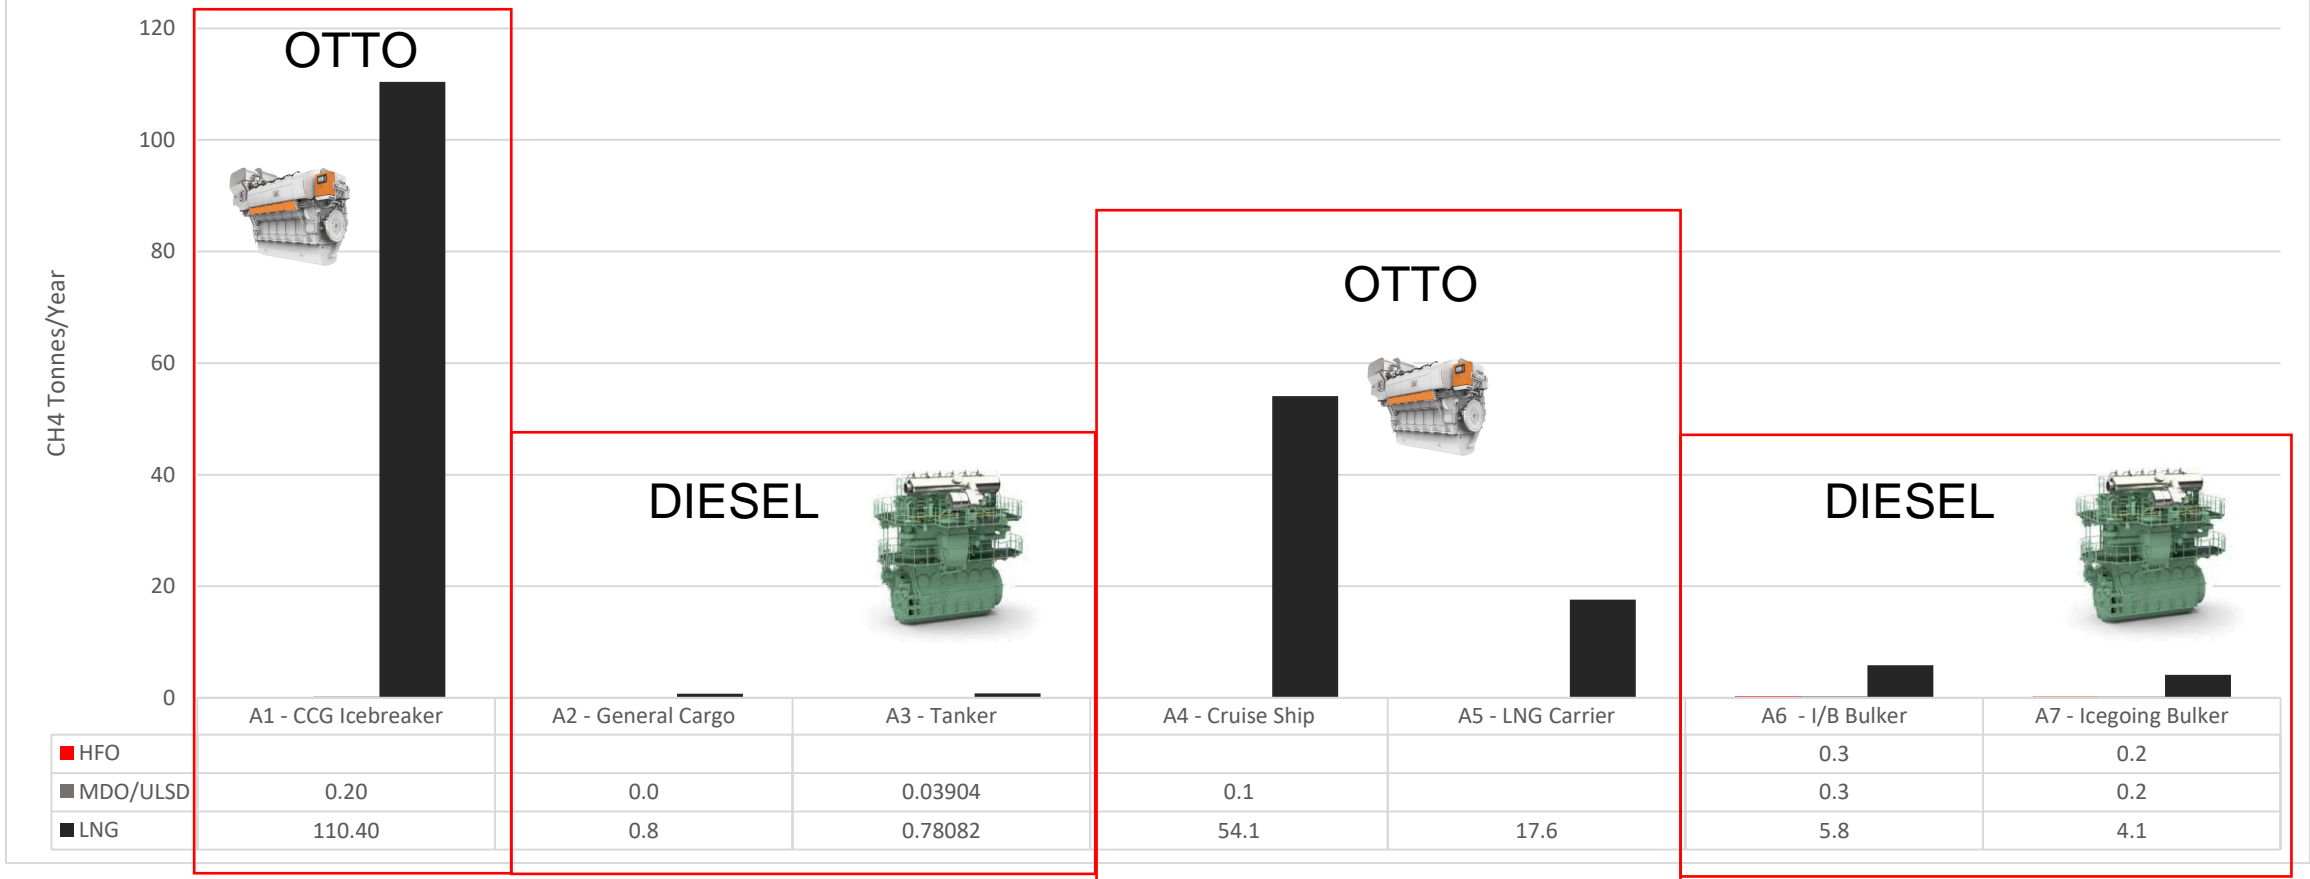 120
OTTO
100
80
OTTO
60
CH4 Tonnes/Year
40
DIESEL
DIESEL
20
0
A1 - CCG Icebreaker A2 - General Cargo A3 - Tanker A4 - Cruise Ship A5 - LNG Carrier A6 - I/B Bulker A7 - Icegoing Bulker
HFO 0.3 0.2
MDO/ULSD 0.20 0.0 0.03904 0.1 0.3 0.2
LNG 110.40 0.8 0.78082 54.1 17.6 5.8 4.1